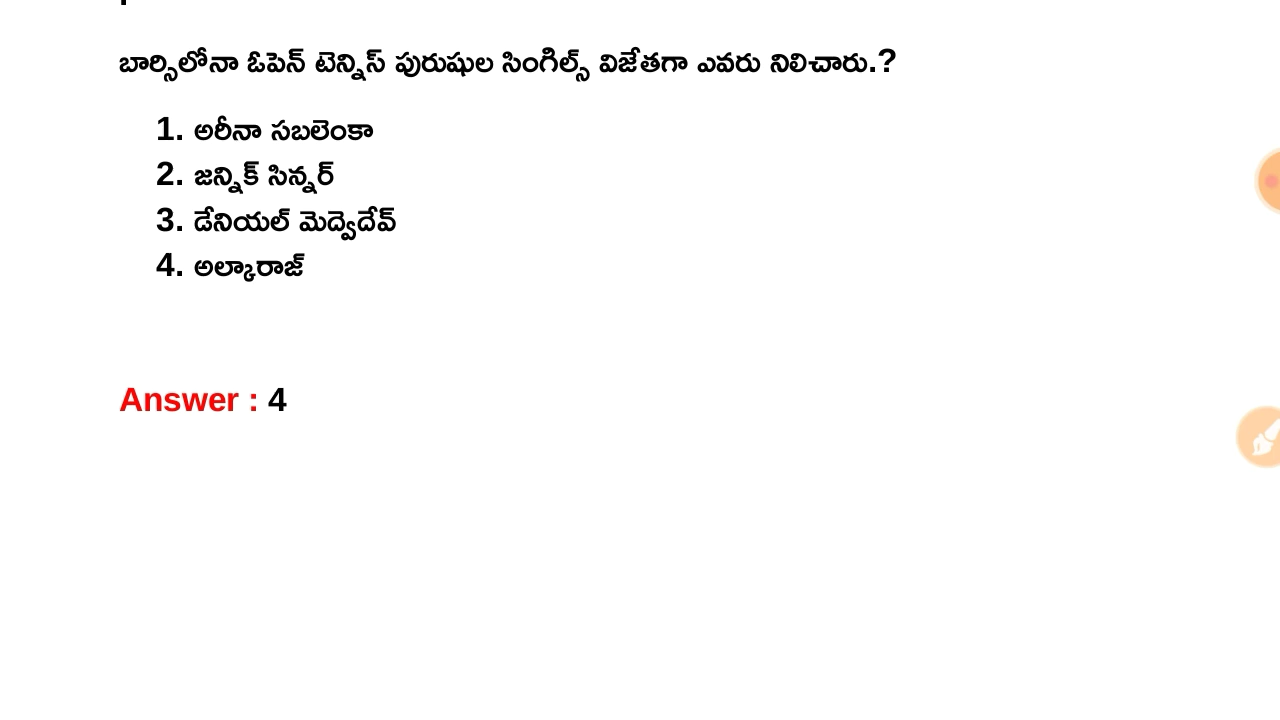 బార్సిలోనా ఓపెన్ టెన్నిస్ పురుషుల సింగిల్స్ విజేతగా ఎవరు నిలిచారు.?
1. అరీనా సబలెంకా
2. జన్నిక్ సిన్నర్
3. డేనియల్ మెద్వెదేవ్
4. అల్కారాజ్
Answer : 4